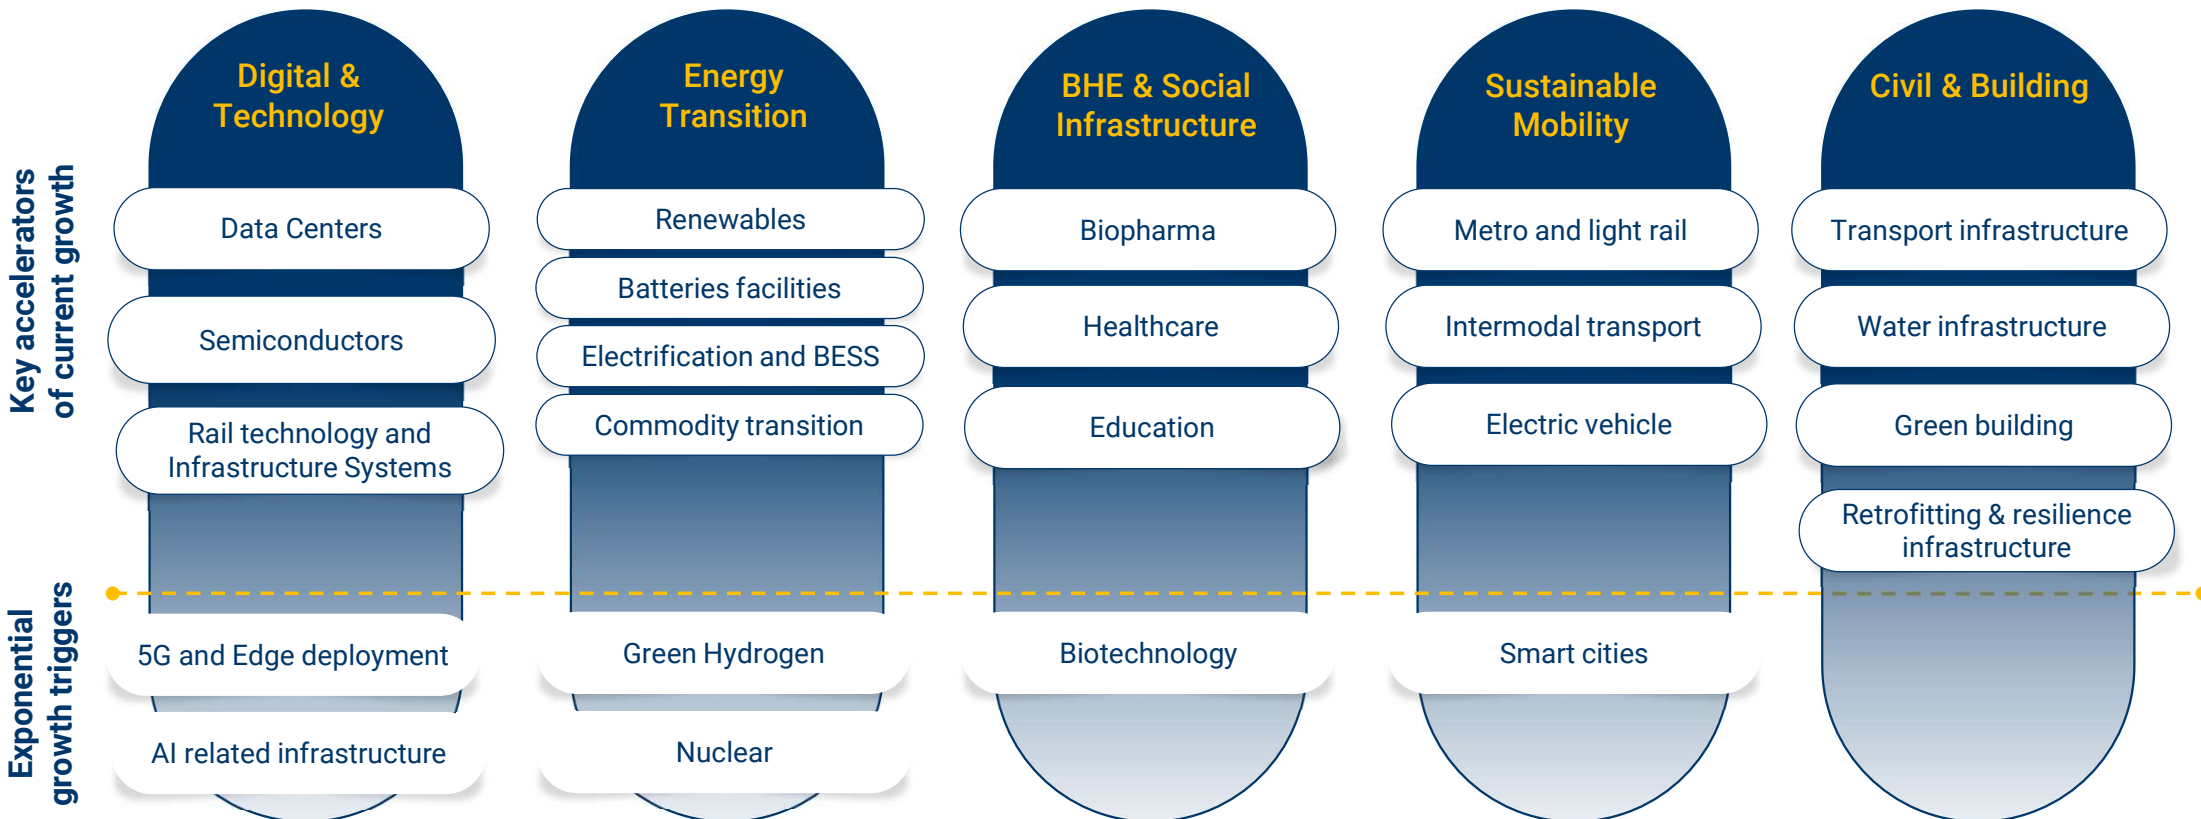 Key accelerators
of current growth
Exponential
growth triggers
Digital &
Technology
Data Centers
Semiconductors
Rail technology and
Infrastructure Systems
5G and Edge deployment
AI related infrastructure
Energy
Transition
Renewables
Batteries facilities
Electrification and BESS
Commodity transition
Green Hydrogen
Nuclear
BHE & Social
Infrastructure
Biopharma
Healthcare
Education
Biotechnology
Sustainable
Mobility
Metro and light rail
Intermodal transport
Electric vehicle
Smart cities
Civil & Building
Transport infrastructure
Water infrastructure
Green building
Retrofitting & resilience
infrastructure